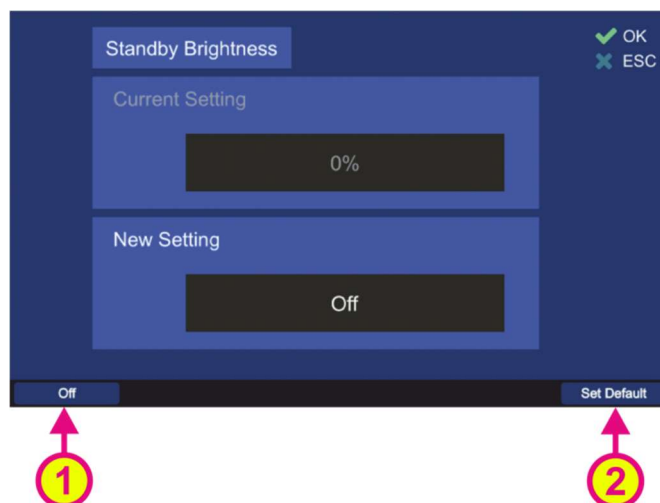 Standby Brightness
OK
ESC
Current Setting
0%
New Setting
Off
Off
Set Default
1
2